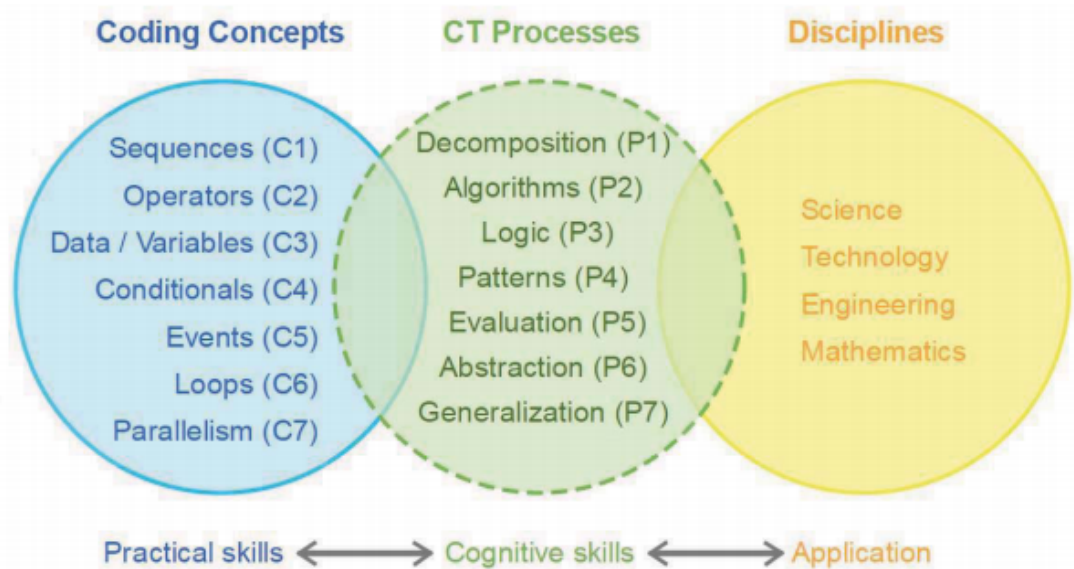 Coding Concepts
CT Processes
Disciplines
Sequences (C1)
Operators (C2)
Data / Variables (C3)
Conditionals (C4)
Events (C5)
Loops (C6)
Parallelism (C7)
Decomposition (P1)
Algorithms (P2)
Logic (P3)
Patterns (P4)
Evaluation (P5)
Abstraction (P6)
Generalization (P7)
Science
Technology
Engineering
Mathematics
Practical skills
Cognitive skills
Application